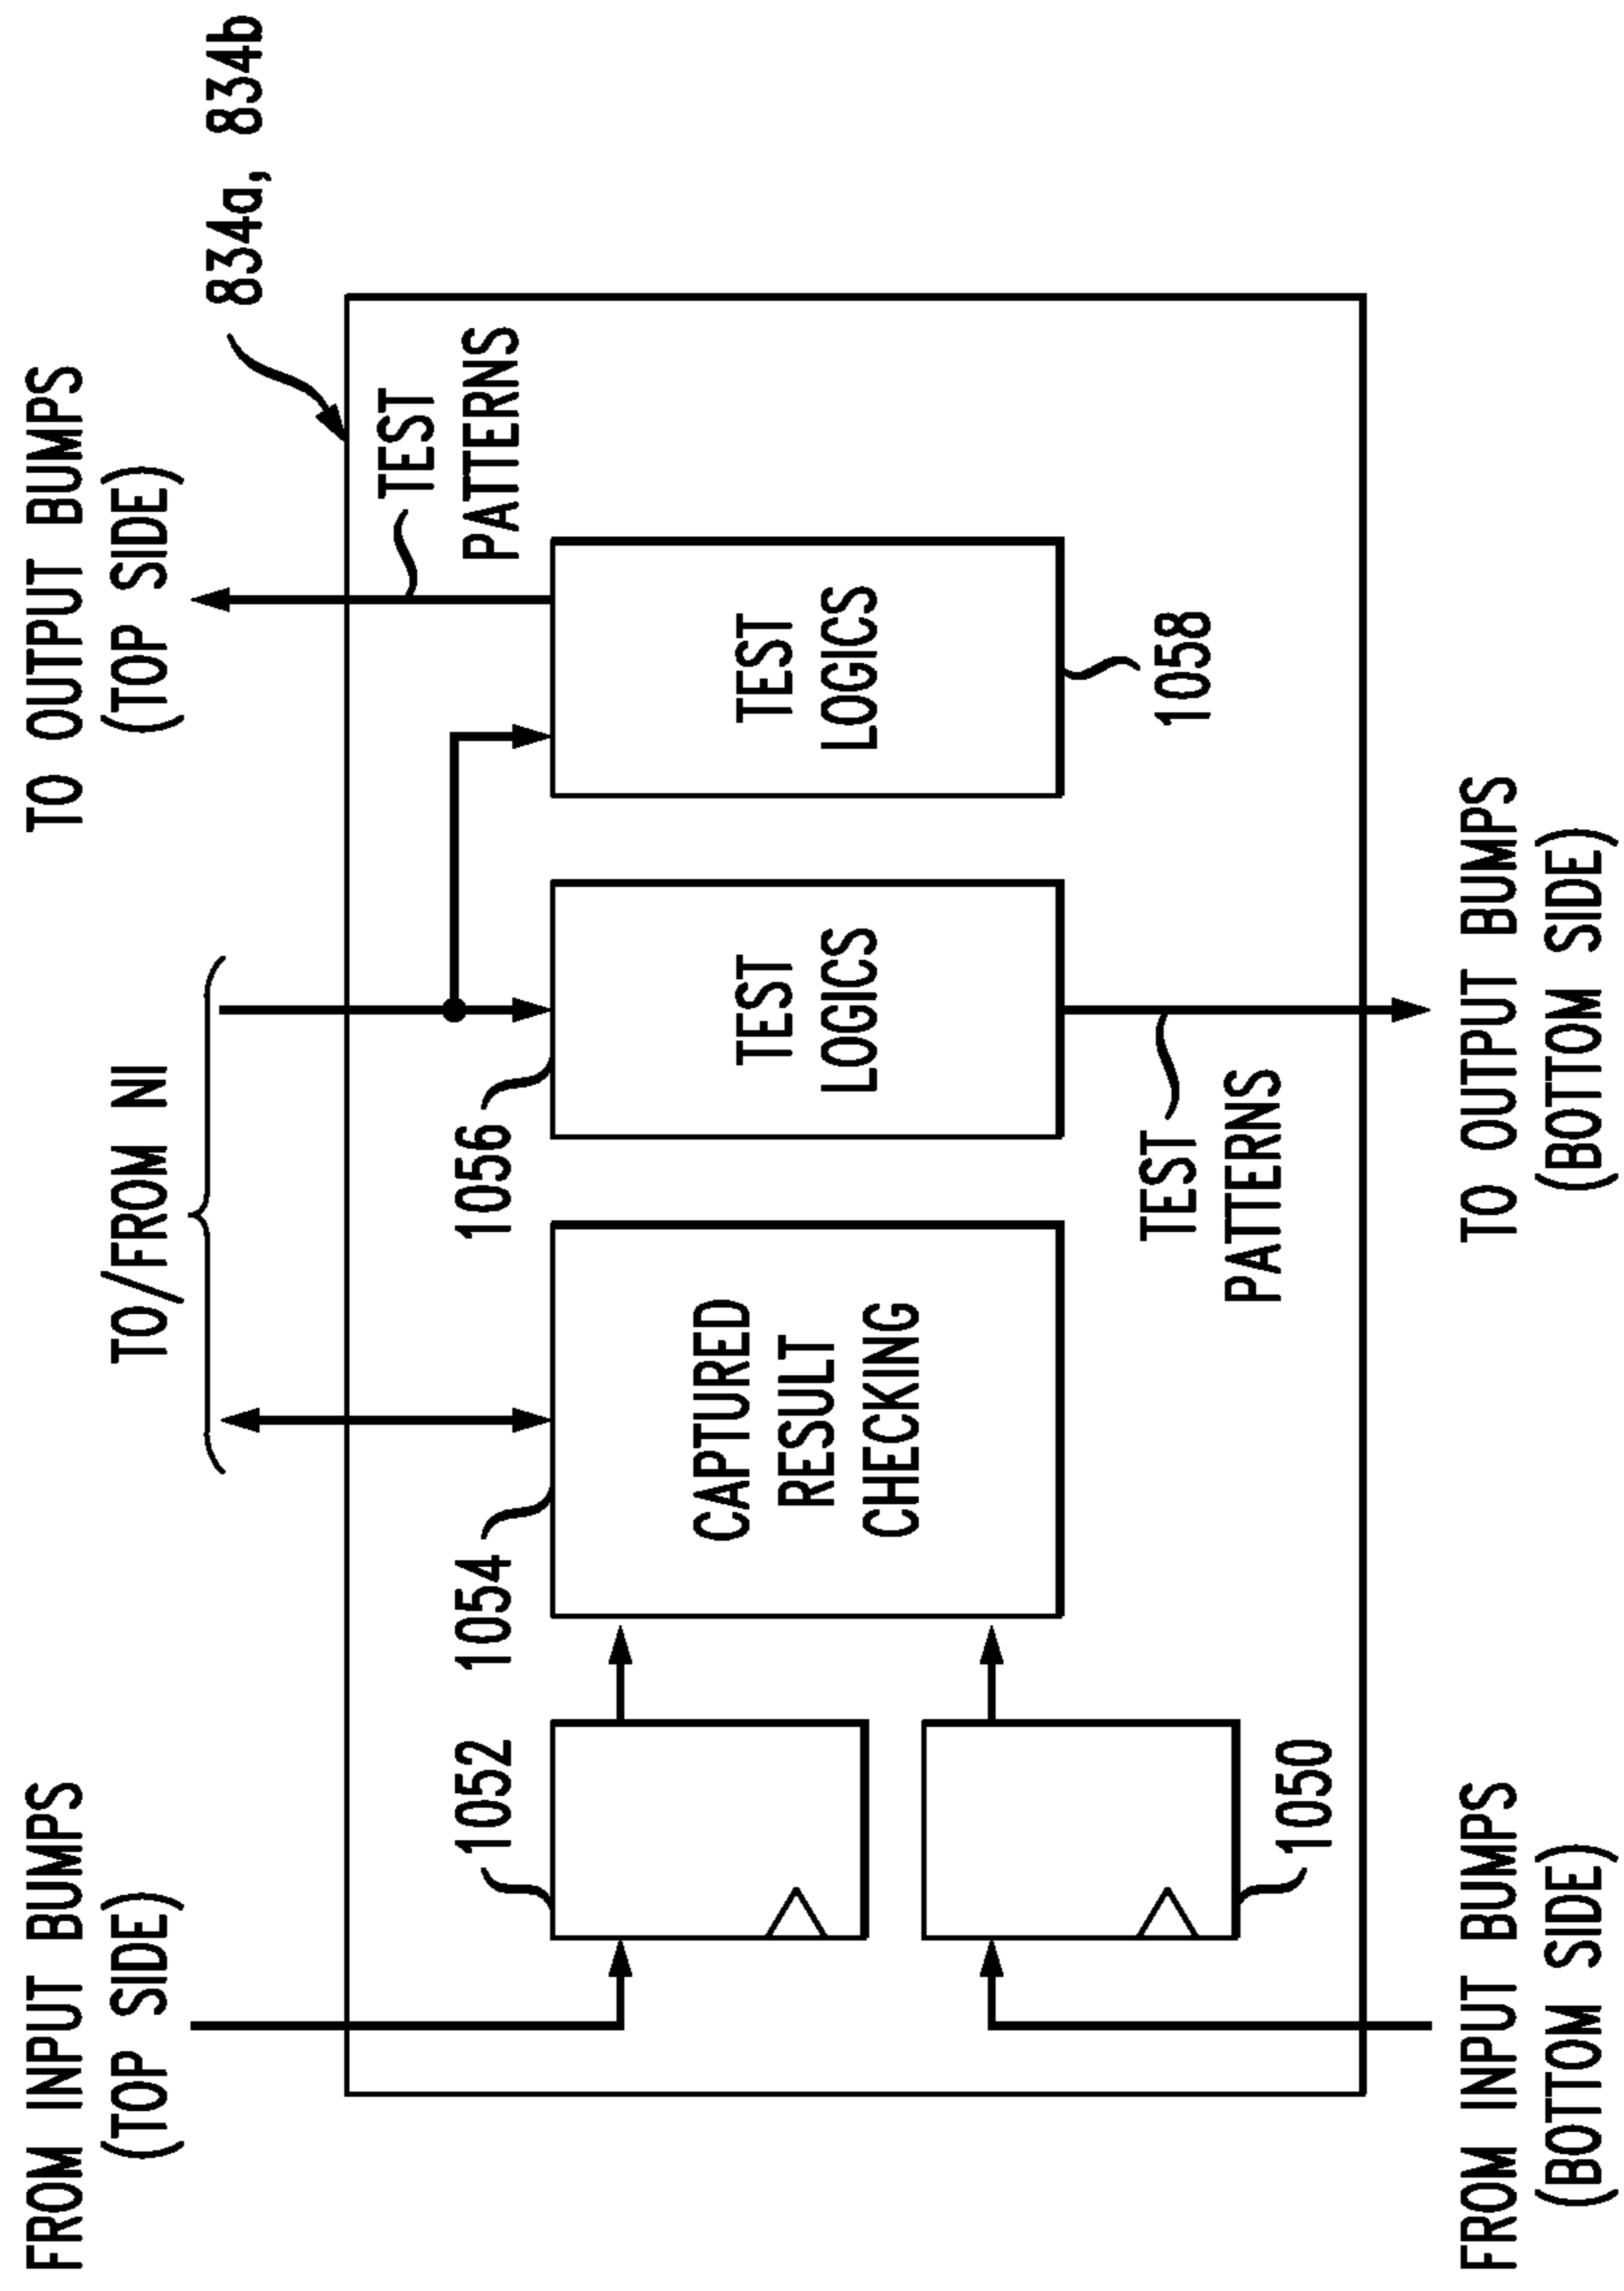 FROM INPUT BUMPS
(TOP SIDE)
TO/FROM NI
TO OUTPUT BUMPS
(TOP SIDE)
834a, 834b
TEST
PATTERNS
1052
1054
CAPTURED
RESULT
CHECKING
1056
TEST
LOGICS
TEST
LOGICS
1058
1050
TEST
PATTERNS
FROM INPUT BUMPS
(BOTTOM SIDE)
TO OUTPUT BUMPS
(BOTTOM SIDE)